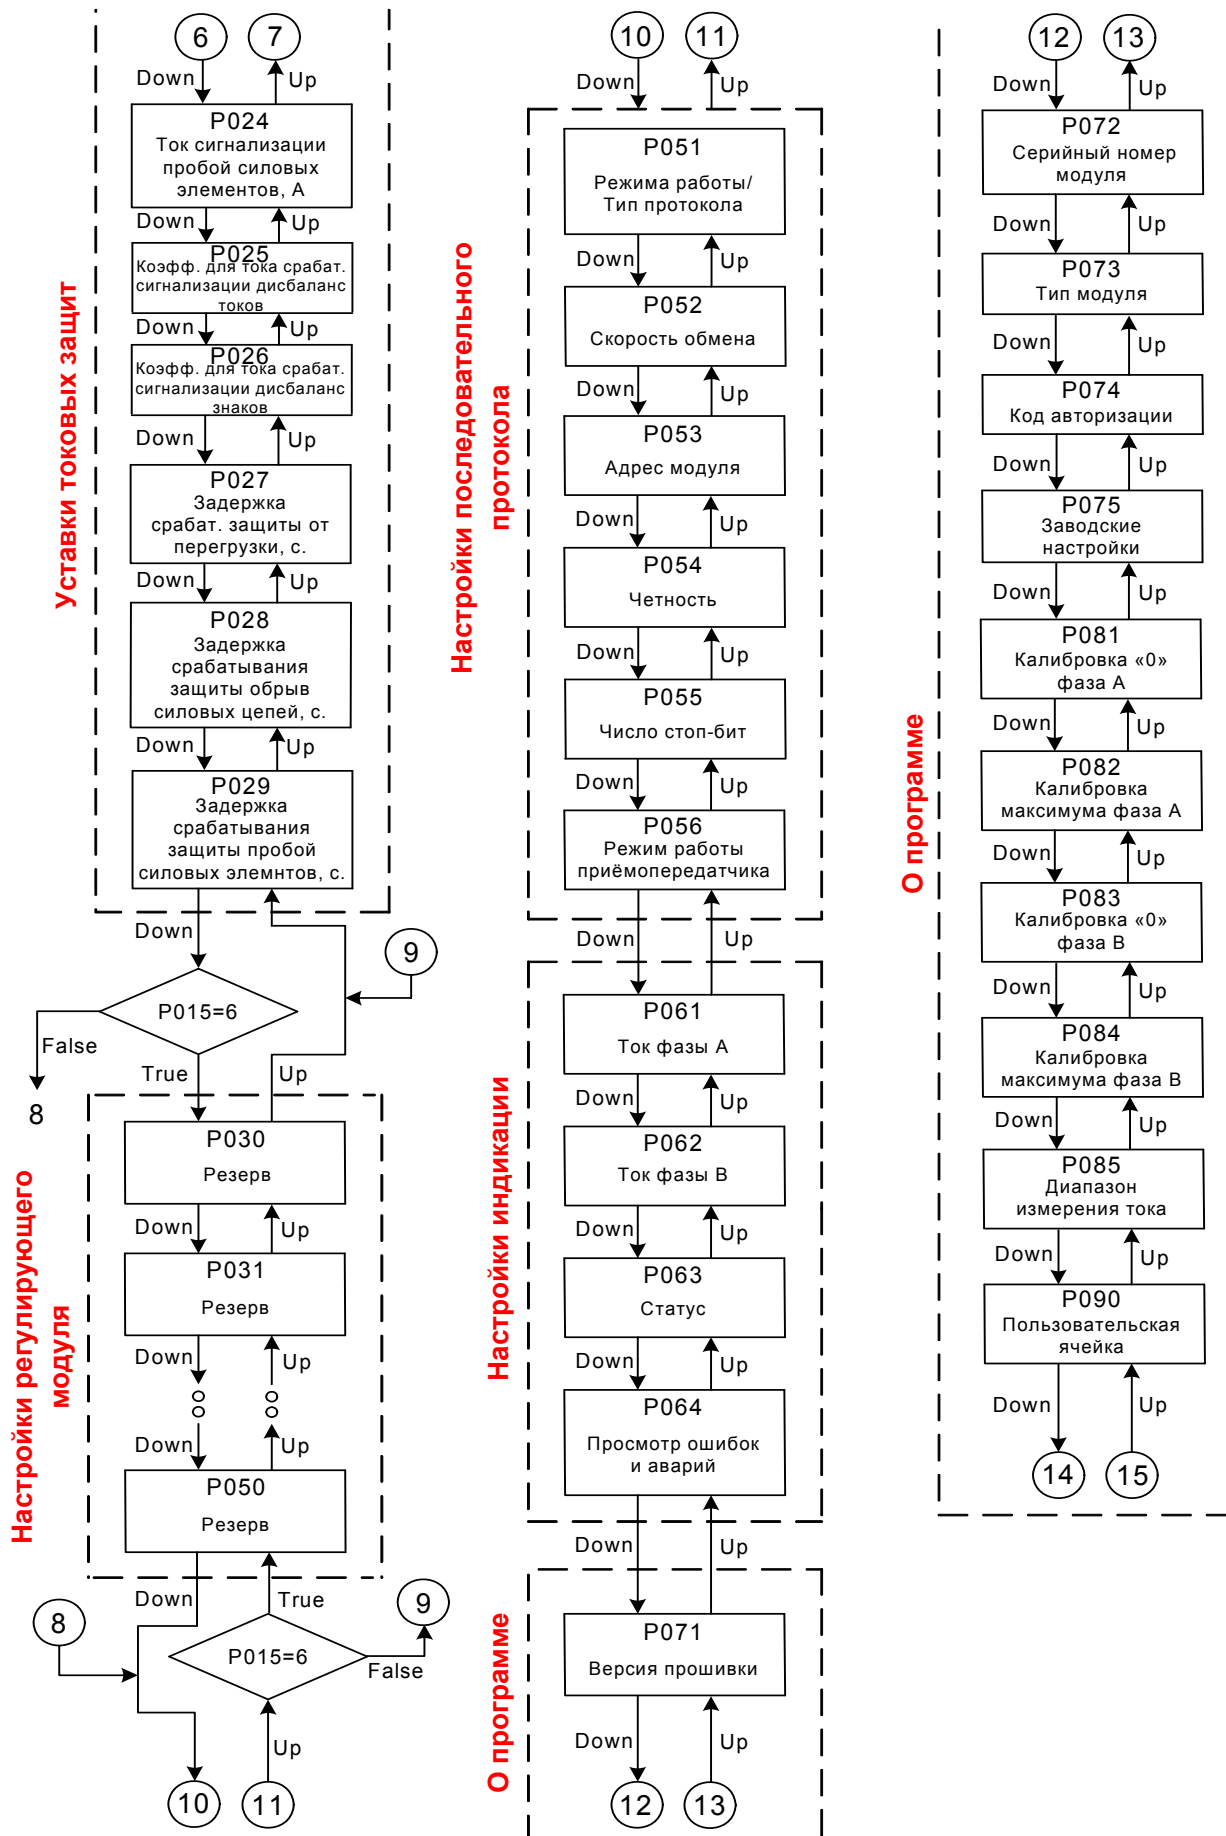 6
7
Down
Up
P024
Ток сигнализации
пробой силовых
элементов, А
Down
Up
P025
Коэфф. для тока срабат.
сигнализации дисбаланс
токов
Down
Up
P026
Коэфф. для тока срабат.
сигнализации дисбаланс
знаков
Down
Up
P027
Задержка
срабат. защиты от
перегрузки, с.
Down
Up
P028
Задержка
срабатывания
защиты обрыв
силовых цепей, с.
Down
Up
P029
Задержка
срабатывания
защиты пробой
силовых элемнтов, с.
Down
9
P015=6
False
8
True
Up
P030
Резерв
Down
Up
P031
Резерв
Down
Up
Down
Up
P050
Резерв
Down
True
8
9
P015=6
False
Up
10
11
Уставки токовых защит
Настройки регулирующего
модуля
10
11
Down
Up
P051
Режима работы/
Тип протокола
Down
Up
P052
Скорость обмена
Down
Up
P053
Адрес модуля
Down
Up
P054
Четность
Down
Up
P055
Число стоп-бит
Down
Up
P056
Режим работы
приёмопередатчика
Down
Up
P061
Ток фазы А
Down
Up
P062
Ток фазы В
Down
Up
P063
Статус
Down
Up
P064
Просмотр ошибок
и аварий
Down
Up
P071
Версия прошивки
Down
Up
12
13
Настройки последовательного
протокола
Настройки индикации
О программе
12
13
Down
Up
P072
Серийный номер
модуля
Down
Up
P073
Тип модуля
Down
Up
P074
Код авторизации
Down
Up
P075
Заводские
настройки
Down
Up
P081
Калибровка «0»
фаза А
Down
Up
P082
Калибровка
максимума фаза А
Down
Up
P083
Калибровка «0»
фаза В
Down
Up
P084
Калибровка
максимума фаза В
Down
Up
P085
Диапазон
измерения тока
Down
Up
P090
Пользовательская
ячейка
Down
Up
14
15
О программе